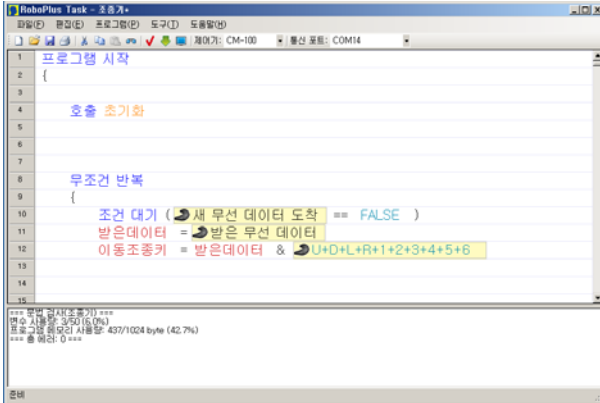 RoboPlus Task - 조종기*
파일(F) 편집(E) 프로그램(P) 도구(T) 도움말(H)
제어기: CM-100 통신 포트: COM14
1 프로그램 시작
2 {
3
4 호출 초기화
5
6
7
8 무조건 반복
9 {
10 조건 대기 ( 새 무선 데이터 도착 == FALSE )
11 받은데이터 = 받은 무선 데이터
12 이동조종키 = 받은데이터 & U+D+L+R+1+2+3+4+5+6
13
14
15
=== 문법 검사(조종기) ===
변수 사용량: 3/50 (6.0%)
프로그램 메모리 사용량: 437/1024 byte (42.7%)
=== 총 에러: 0 ===
준비